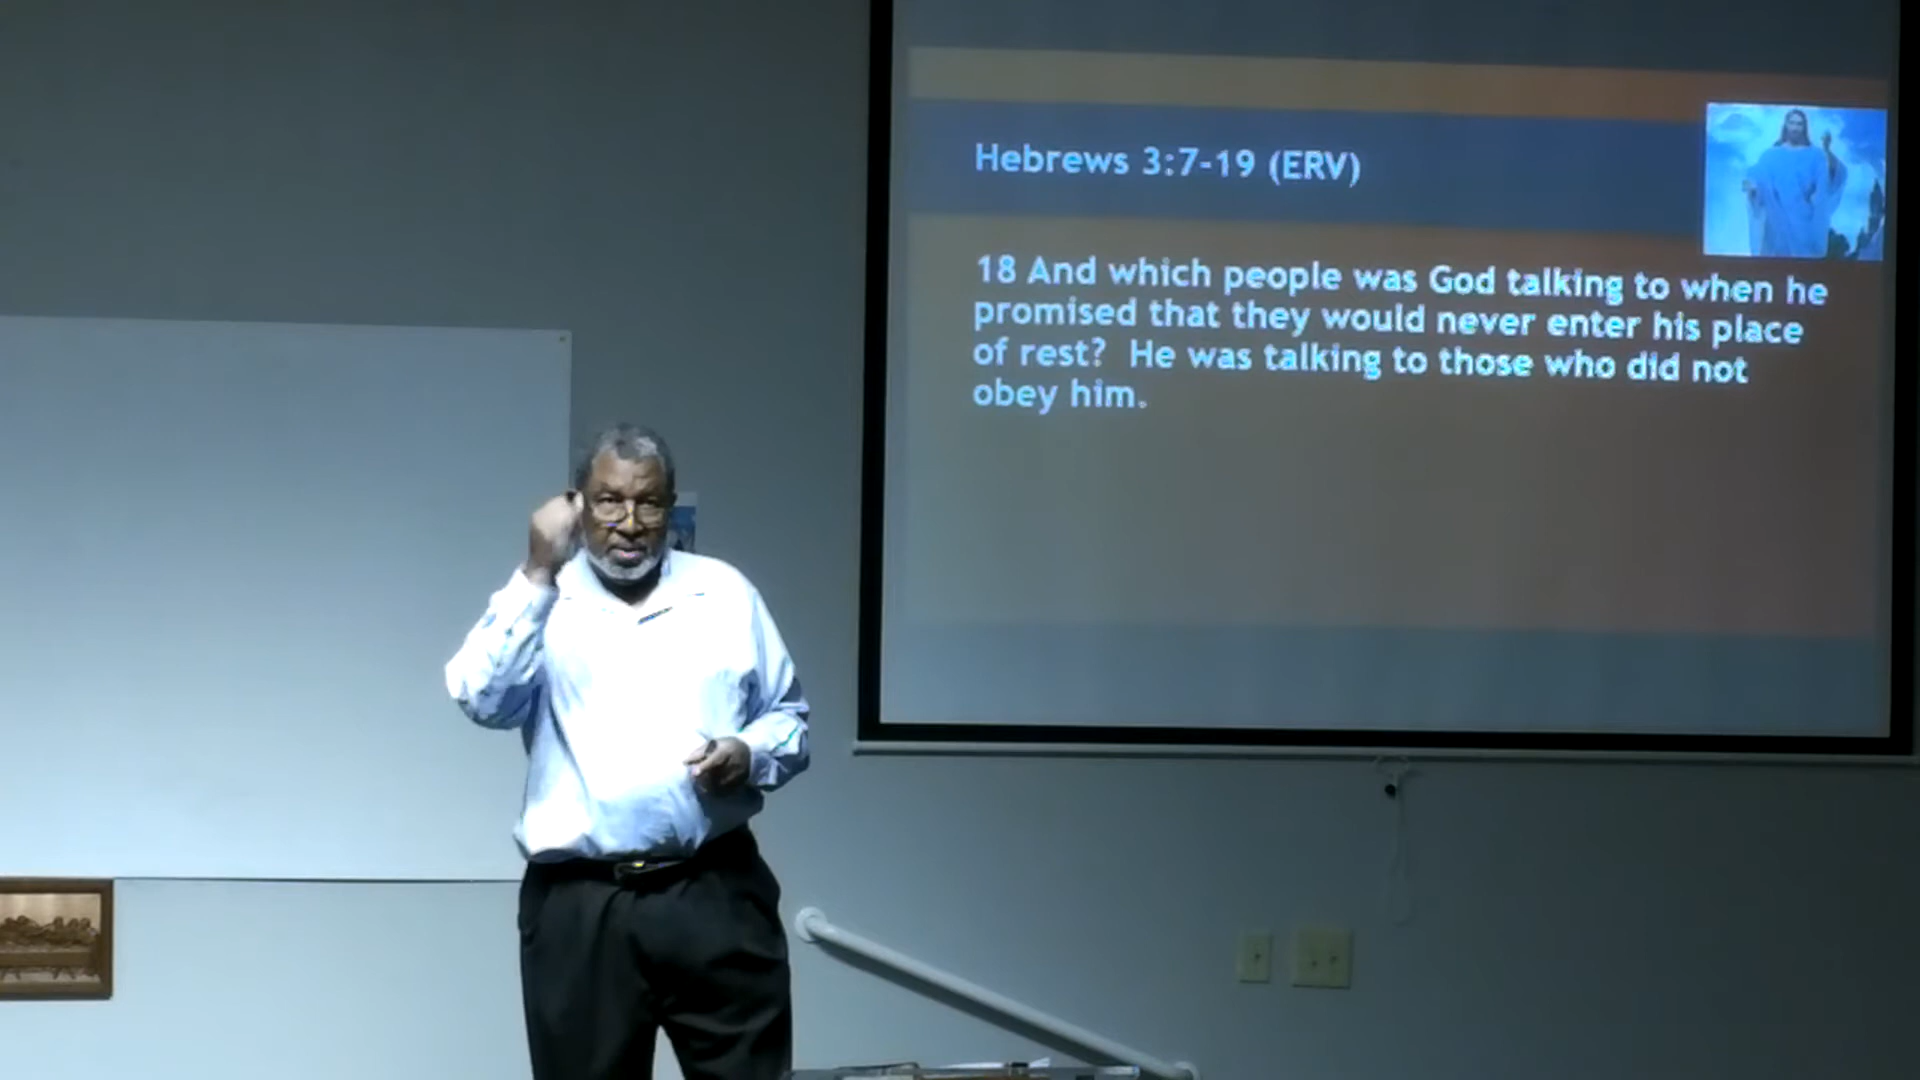 Hebrews 3:7-19 (ERV)
18 And which people was God talking to when he
promised that they would never enter his place
of rest?  He was talking to those who did not
obey him.